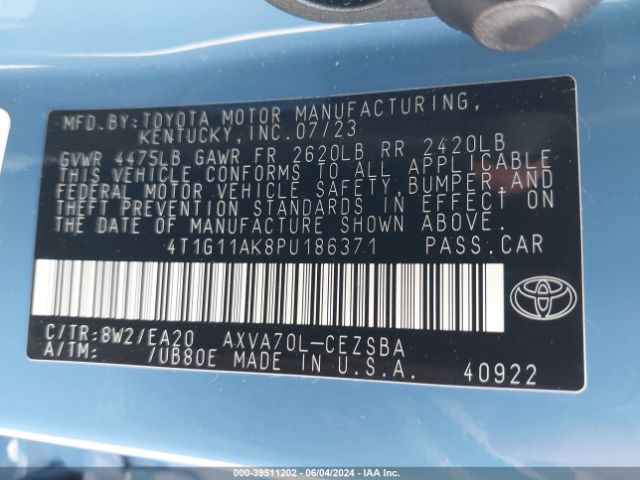 MFD.BY:TOYOTA MOTOR MANUFACTURING,
KENTUCKY,INC.07/23
GVWR 4475LB GAWR FR 2620LB RR 2420LB
THIS VEHICLE CONFORMS TO ALL APPLICABLE
FEDERAL MOTOR VEHICLE SAFETY,BUMPER,AND
THEFT PREVENTION STANDARDS IN EFFECT ON
THE DATE OF MANUFACTURE SHOWN ABOVE.
4T1G11AK8PU186371 PASS.CAR
C/TR:8W2/EA20 AXVA70L-CEZSBA
A/TM: /UB80E MADE IN U.S.A. 40922
000-39511202 - 06/04/2024 - IAA Inc.